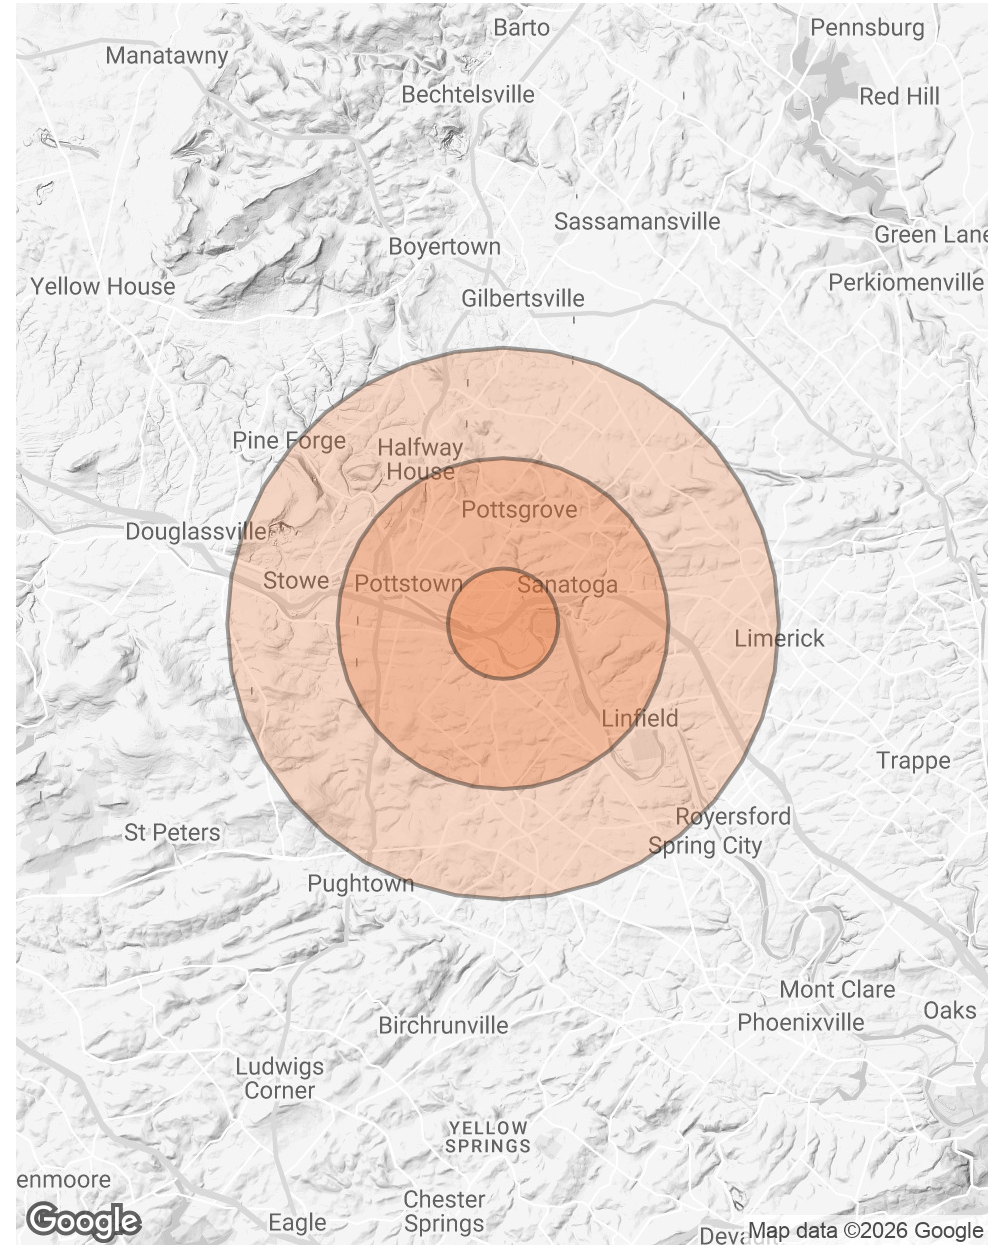 Barto
Pennsburg
Manatawny
Bechtelsville
Red Hill
Sassamansville
Green Lane
Boyertown
Perkiomenville
Yellow House
Gilbertsville
Pine Forge
Halfway
House
Pottsgrove
Douglassville
Stowe
Pottstown
Sanatoga
Limerick
Linfield
Trappe
Royersford
St Peters
Spring City
Pughtown
Mont Clare
Oaks
Birchrunville
Phoenixville
Ludwigs
Corner
YELLOW
SPRINGS
enmoore
Chester
Springs
Google
Eagle
Devault
Map data ©2026 Google